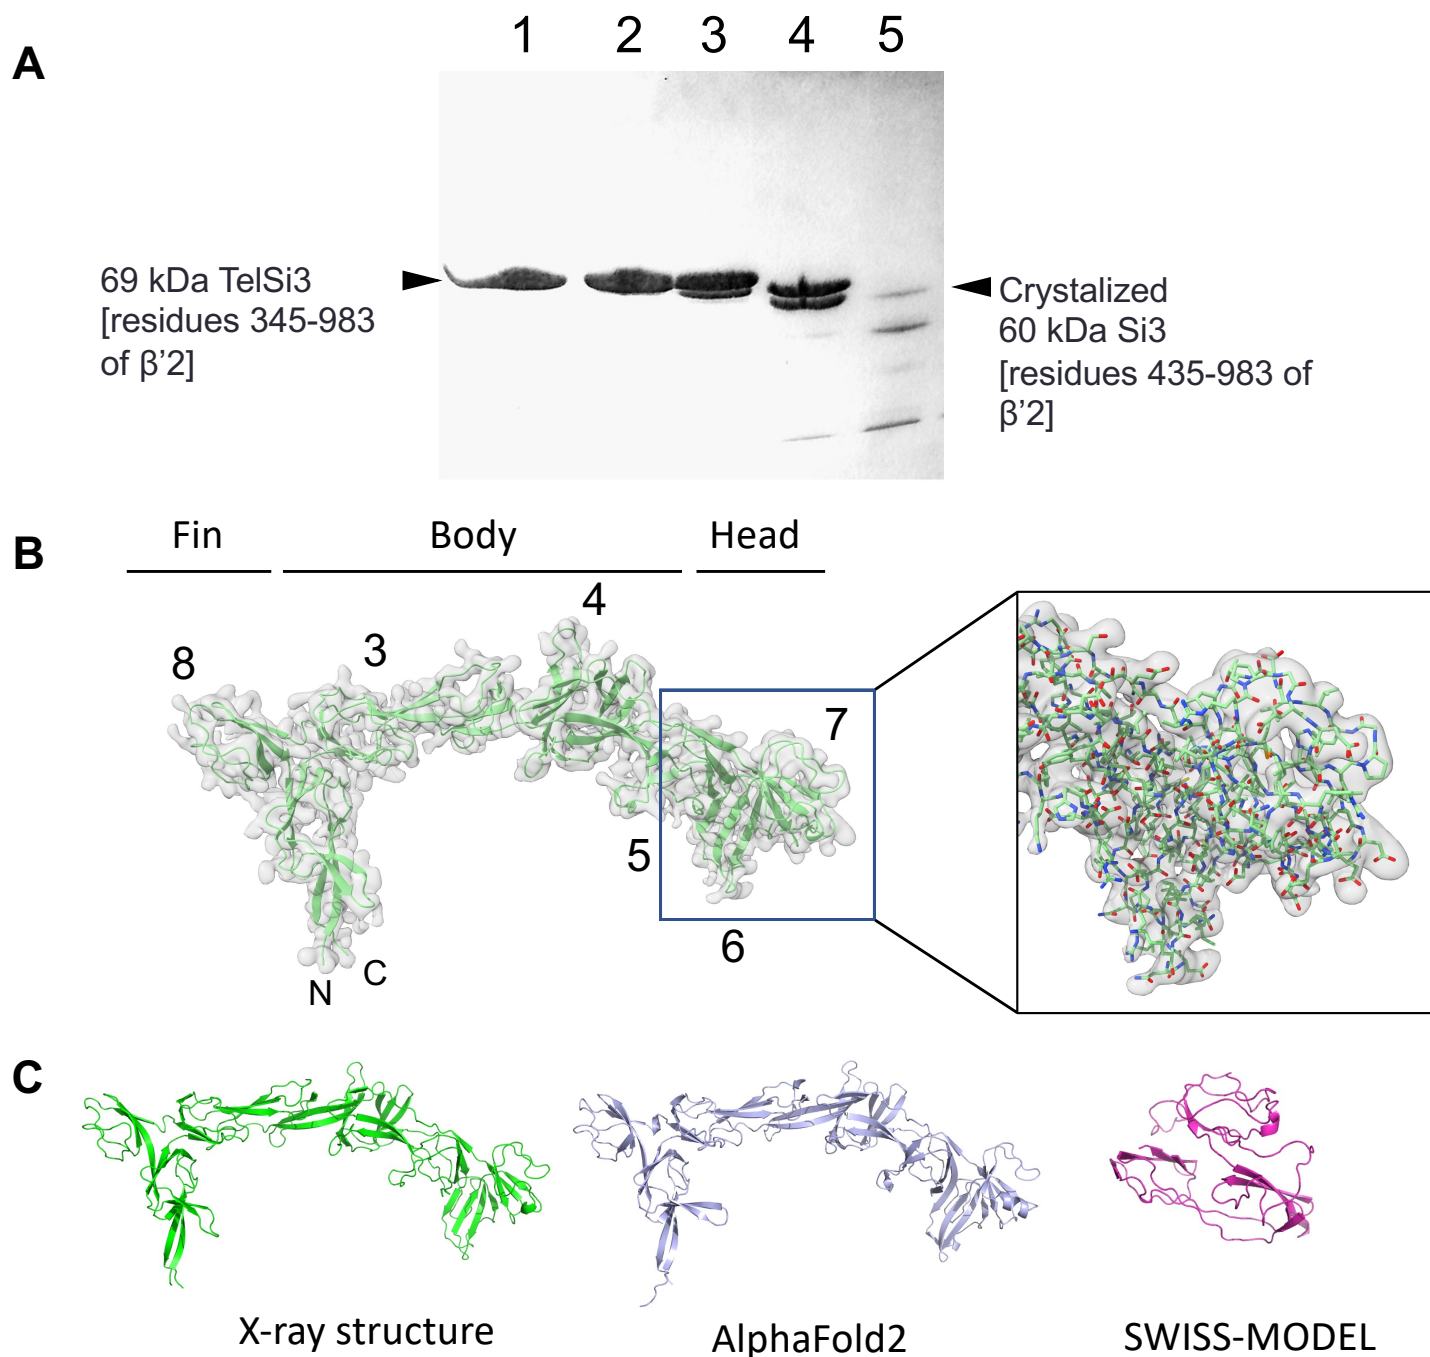 A
1 2 3 4 5
69 kDa TelSi3
[residues 345-983
of β’2]
Crystalized
60 kDa Si3
[residues 435-983 of
β’2]
B
Fin Body Head
8 3 4 7
5
6
N C
C
X-ray structure AlphaFold2 SWISS-MODEL